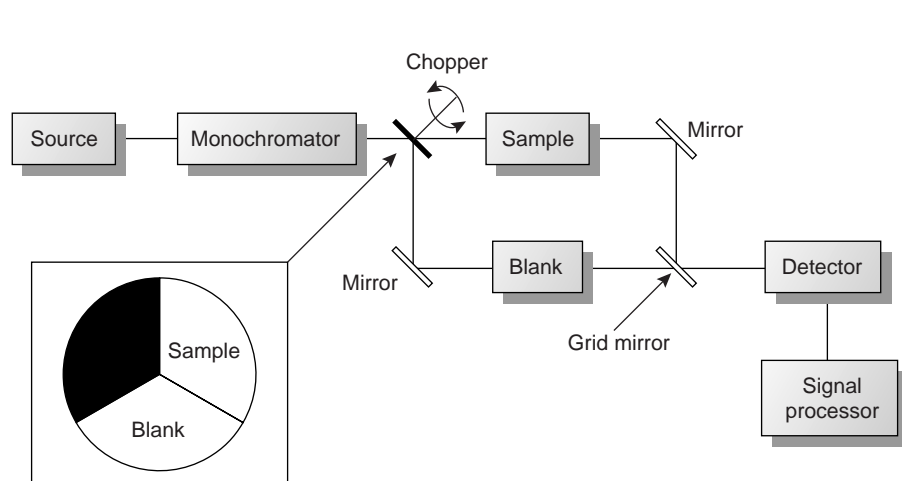 Chopper
Source
Monochromator
Sample
Mirror
Mirror
Blank
Detector
Grid mirror
Sample
Blank
Signal
processor